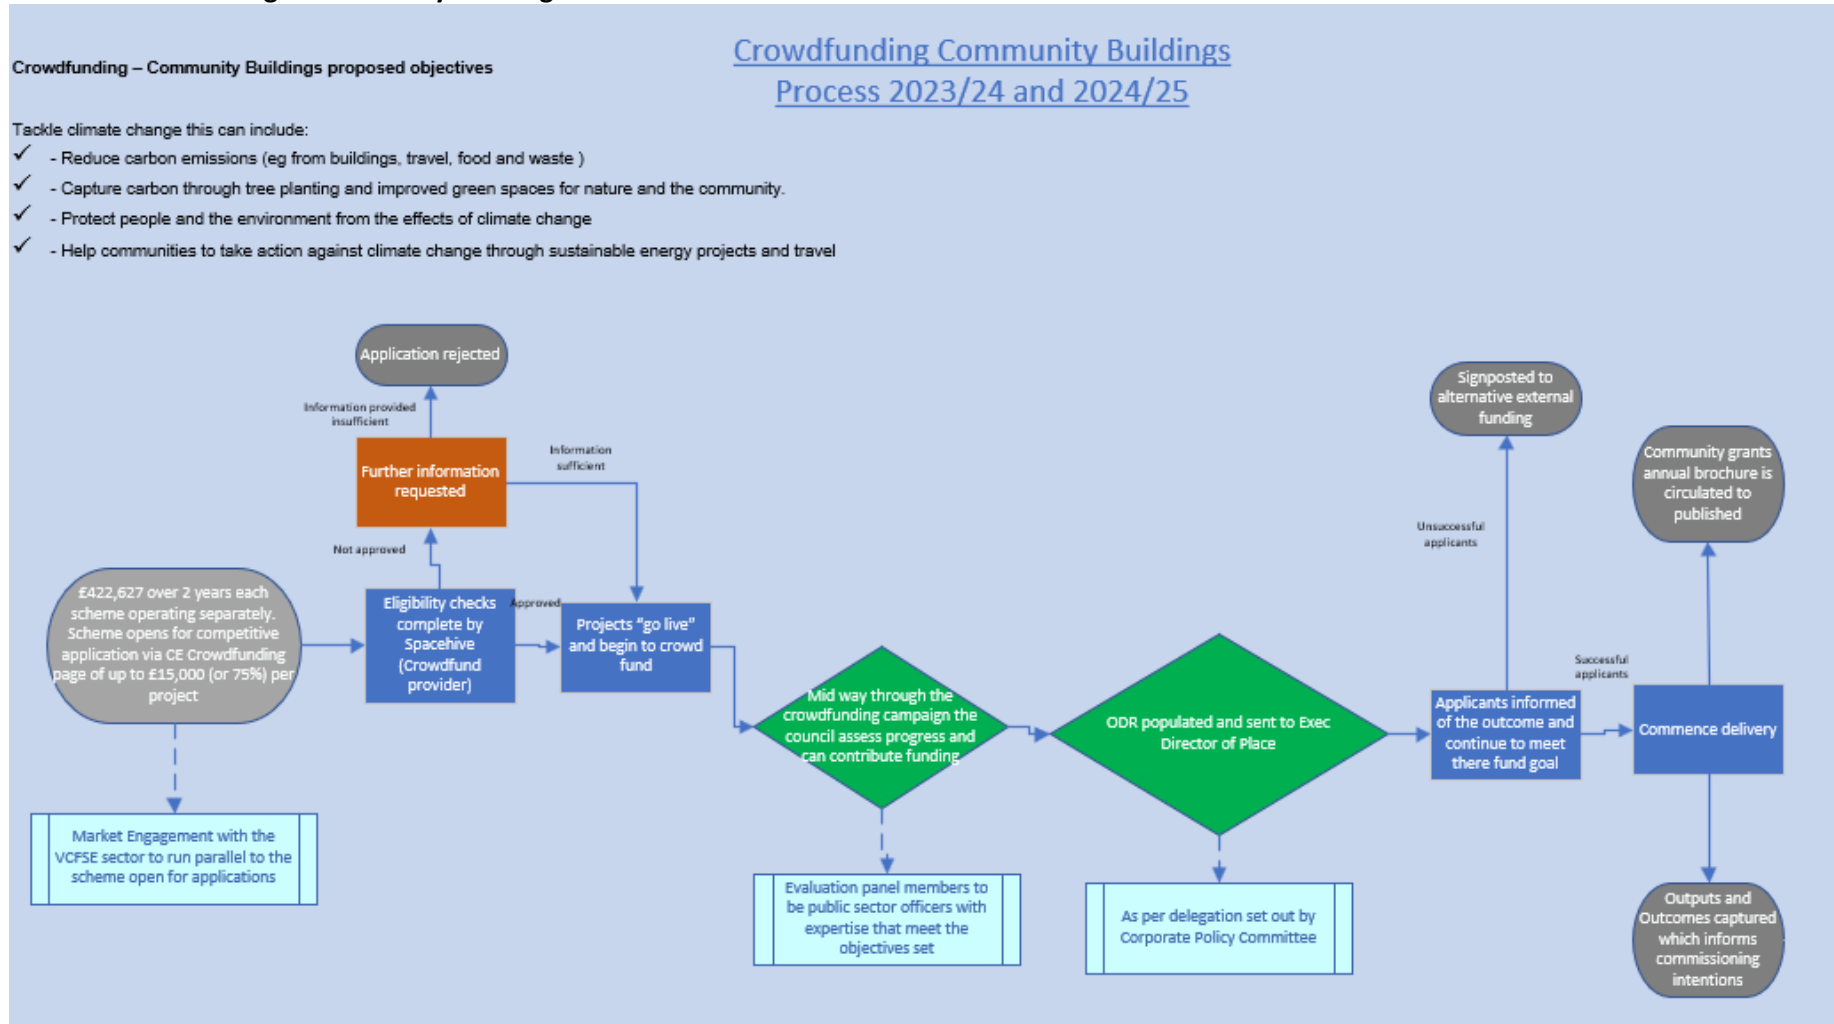 Crowdfunding Community Buildings
Process 2023/24 and 2024/25
Crowdfunding – Community Buildings proposed objectives
Tackle climate change this can include:
✓ - Reduce carbon emissions (eg from buildings, travel, food and waste )
✓ - Capture carbon through tree planting and improved green spaces for nature and the community.
✓ - Protect people and the environment from the effects of climate change
✓ - Help communities to take action against climate change through sustainable energy projects and travel
Application rejected
Information provided
insufficient
Further information
requested
Information
sufficient
Not approved
£422,627 over 2 years each
scheme operating separately.
Scheme opens for competitive
application via CE Crowdfunding
page of up to £15,000 (or 75%) per
project
Market Engagement with the
VCFSE sector to run parallel to the
scheme open for applications
Eligibility checks
complete by
Spacehive
(Crowdfund
provider)
Approved
Projects “go live”
and begin to crowd
fund
Mid way through the
crowdfunding campaign the
council assess progress and
can contribute funding
Evaluation panel members to
be public sector officers with
expertise that meet the
objectives set
ODR populated and sent to Exec
Director of Place
As per delegation set out by
Corporate Policy Committee
Signposted to
alternative external
funding
Unsuccessful
applicants
Applicants informed
of the outcome and
continue to meet
there fund goal
Successful
applicants
Community grants
annual brochure is
circulated to
published
Commence delivery
Outputs and
Outcomes captured
which informs
commissioning
intentions